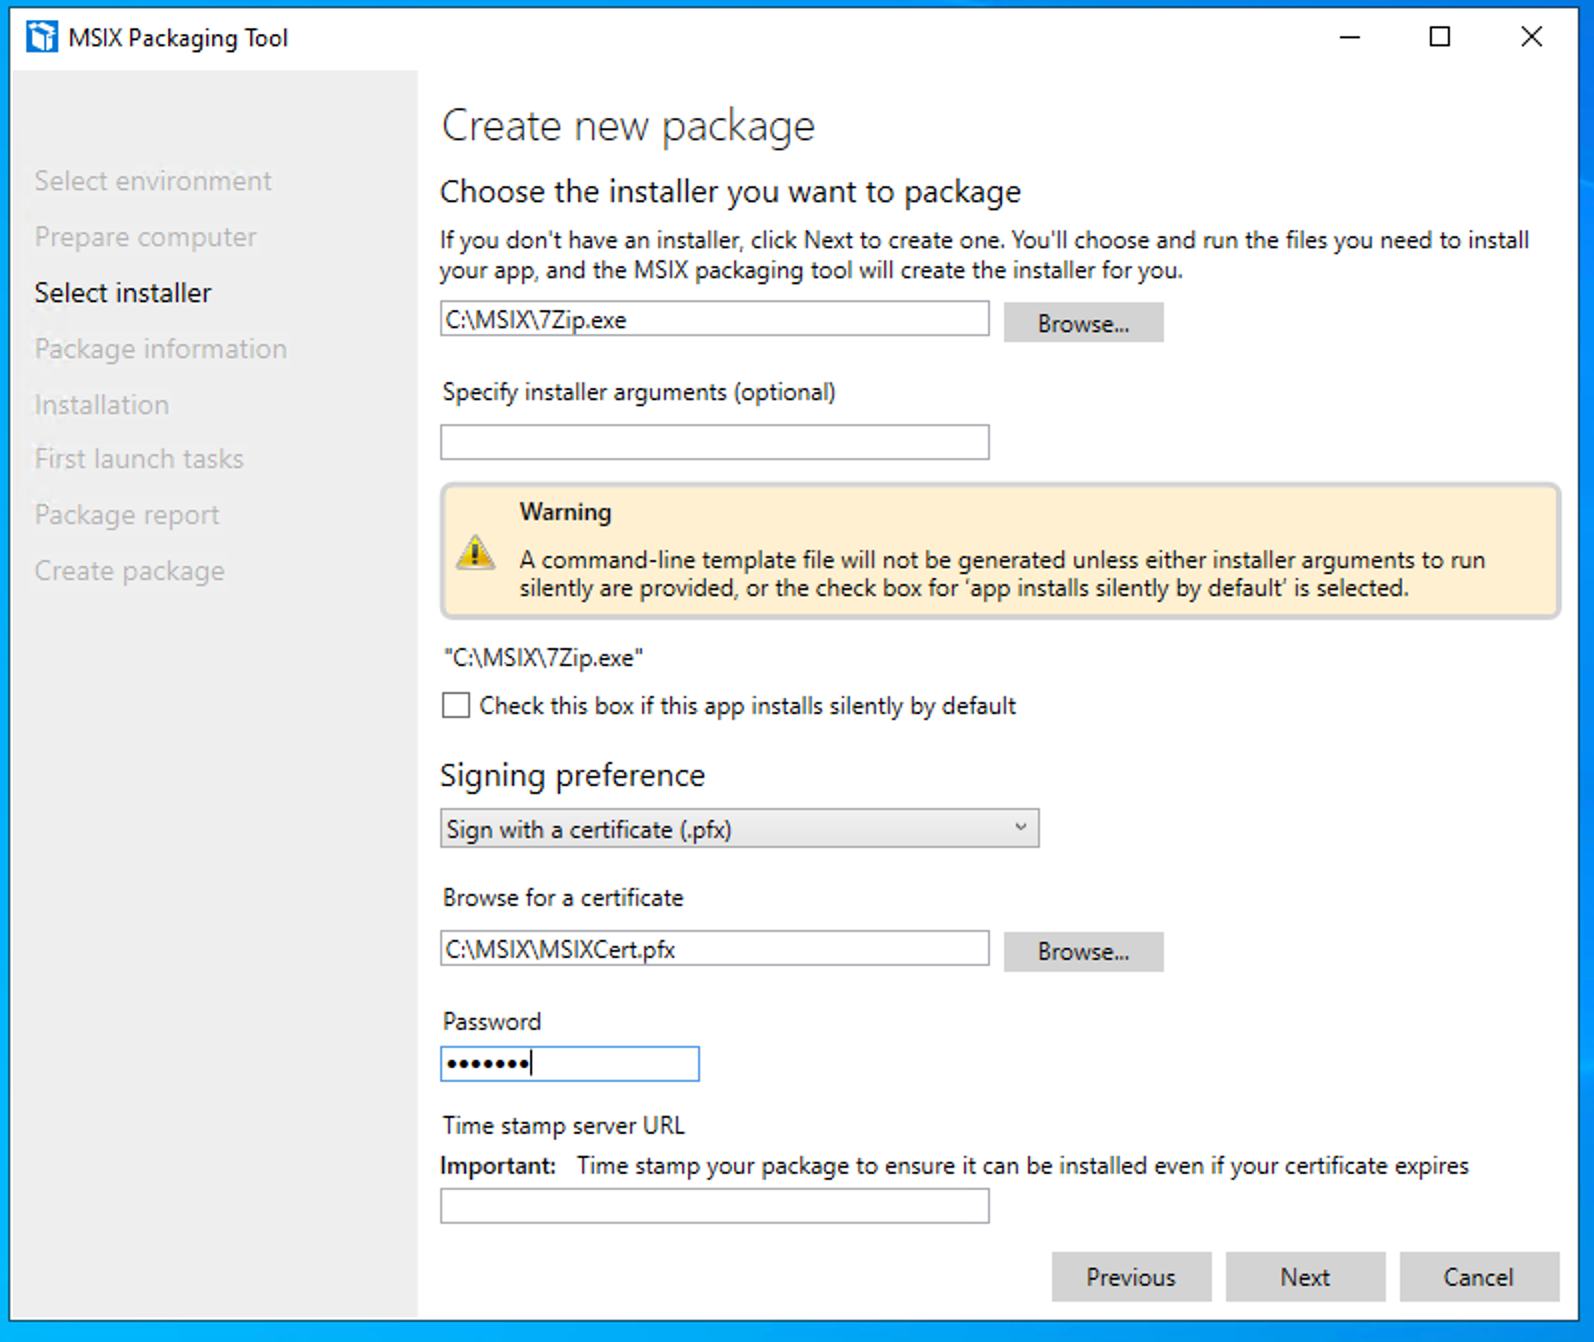 MSIX Packaging Tool
Select environment
Prepare computer
Select installer
Package information
Installation
First launch tasks
Package report
Create package
Create new package
Choose the installer you want to package
If you don't have an installer, click Next to create one. You'll choose and run the files you need to install
your app, and the MSIX packaging tool will create the installer for you.
C:\MSIX\7Zip.exe
Browse...
Specify installer arguments (optional)
Warning
A command-line template file will not be generated unless either installer arguments to run
silently are provided, or the check box for ‘app installs silently by default’ is selected.
"C:\MSIX\7Zip.exe"
Check this box if this app installs silently by default
Signing preference
Sign with a certificate (.pfx)
Browse for a certificate
C:\MSIX\MSIXCert.pfx
Browse...
Password
•••••••
Time stamp server URL
Important: Time stamp your package to ensure it can be installed even if your certificate expires
Previous
Next
Cancel